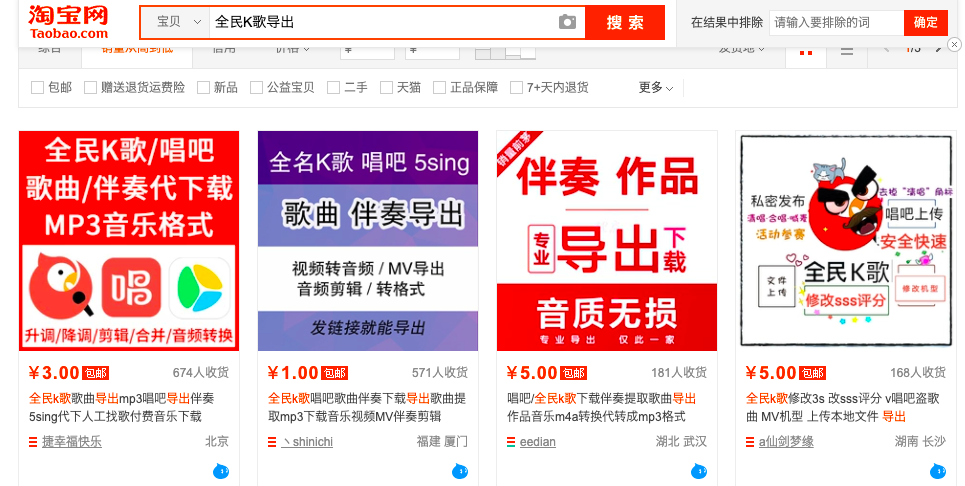 淘宝网
Taobao.com
宝贝 全民K歌导出 搜索
在结果中排除 请输入要排除的词 确定
综合 销量从高到低 信用 价格 ¥ ¥ 发货地 1/5
包邮 赠送退货运费险 新品 公益宝贝 二手 天猫 正品保障 7+天内退货 更多
全民K歌/唱吧
歌曲/伴奏代下载
MP3音乐格式
唱
升调/降调/剪辑/合并/音频转换
¥3.00 包邮 674人收货
全民k歌歌曲导出mp3唱吧导出伴奏
5sing代下人工找歌付费音乐下载
捷幸福快乐 北京
全名K歌 唱吧 5sing
歌曲 伴奏导出
视频转音频 / MV导出
音频剪辑 / 转格式
发链接就能导出
¥1.00 包邮 571人收货
全民k歌唱吧歌曲伴奏下载导出歌曲提
取mp3下载音乐视频MV伴奏剪辑
丶shinichi 福建 厦门
销量前茅
伴奏 作品
专业 导出 下载
音质无损
专业导出 仅此一家
¥5.00 包邮 181人收货
唱吧/全民k歌下载伴奏提取歌曲导出
作品音乐m4a转换代转成mp3格式
eedian 湖北 武汉
私密发布
清唱·合唱·喊麦
活动参赛
去掉“清唱”角标
唱吧上传
安全快速
文件
上传
全民K歌
修改sss评分
修改机型
¥5.00 包邮 168人收货
全民k歌修改3s 改sss评分 v唱吧盗歌
曲 MV机型 上传本地文件 导出
a仙剑梦缘 湖南 长沙